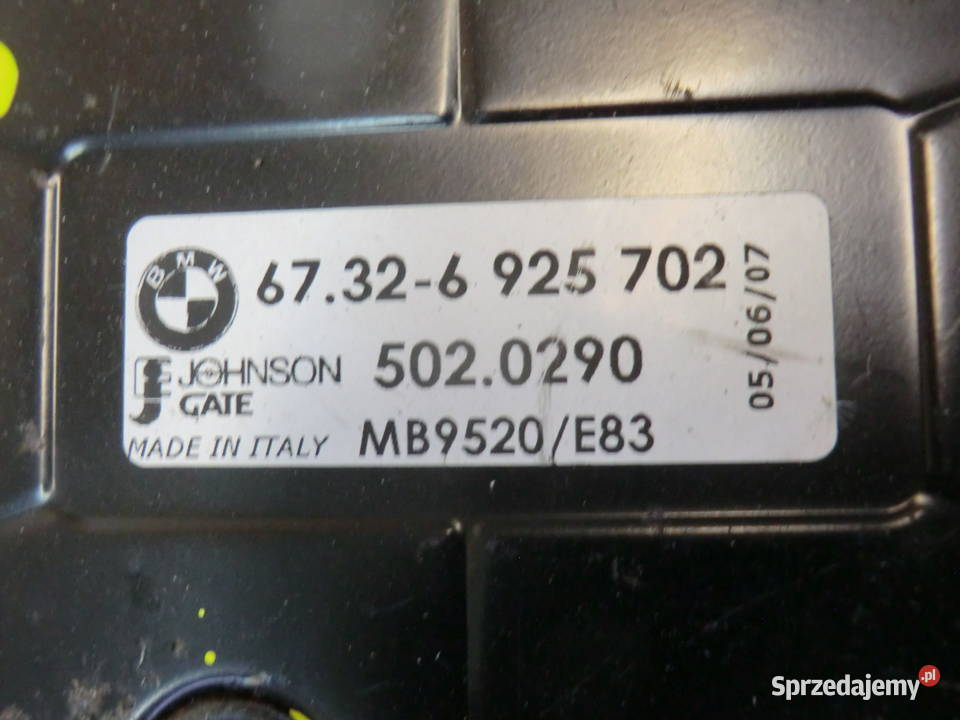 BMW
67.32-6 925 702
05/06/07
JOHNSON
GATE
502.0290
MADE IN ITALY
MB9520/E83
Sprzedajemy.pl